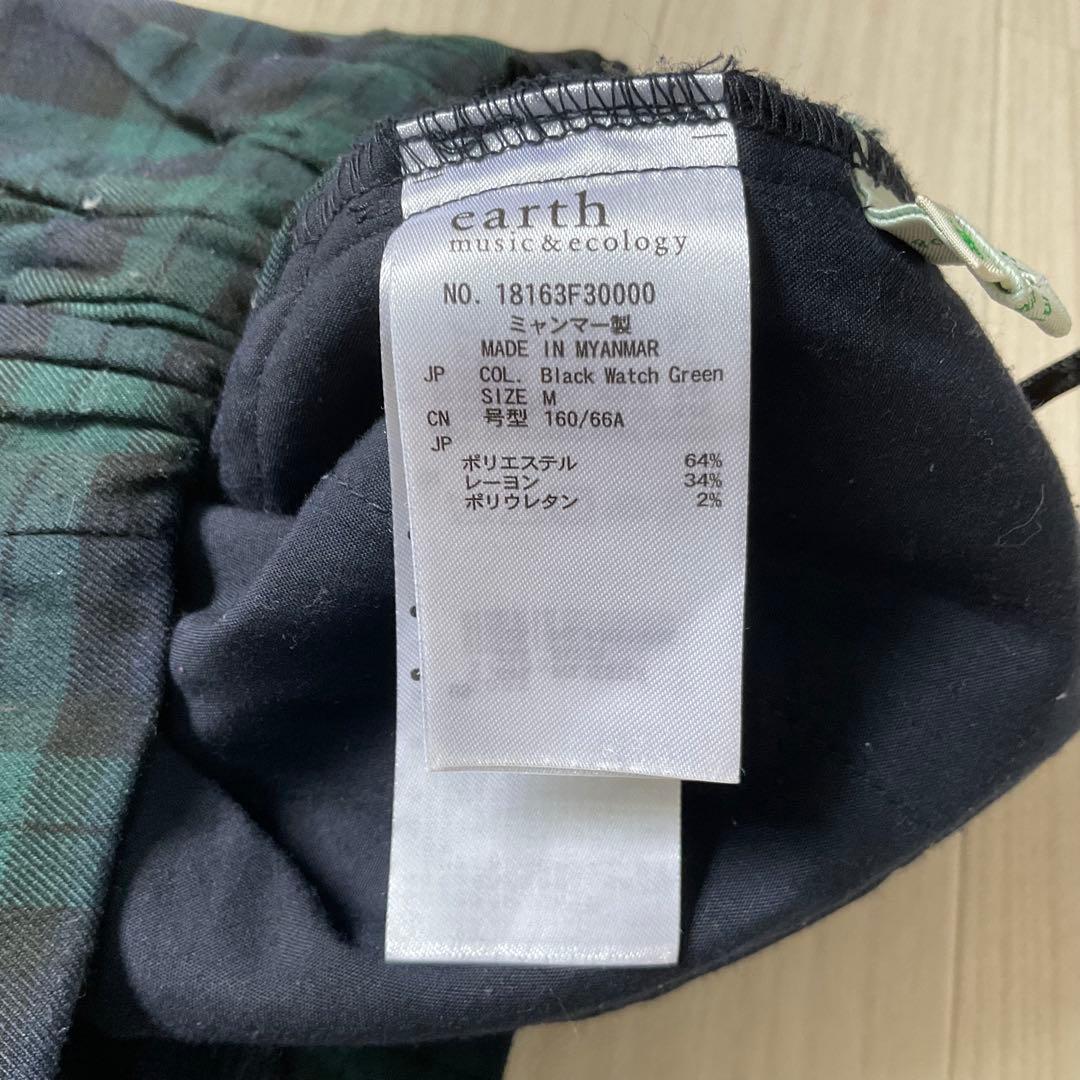 earth
music & ecology
NO. 18163F30000
ミャンマー製
MADE IN MYANMAR
JP COL. Black Watch Green
SIZE M
CN 号型 160/66A
JP
ポリエステル 64%
レーヨン 34%
ポリウレタン 2%